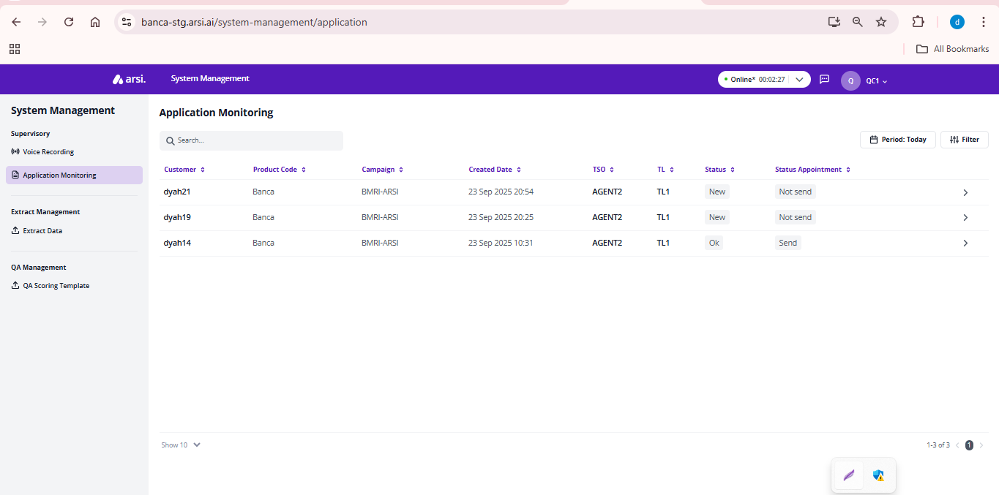 banca-stg.arsi.ai/system-management/application
d
All Bookmarks
arsi.
System Management
Online* 00:02:27
Q
QC1
System Management
Supervisory
Voice Recording
Application Monitoring
Extract Management
Extract Data
QA Management
QA Scoring Template
Application Monitoring
Search...
Period: Today
Filter
Customer Product Code Campaign Created Date TSO TL Status Status Appointment
dyah21 Banca BMRI-ARSI 23 Sep 2025 20:54 AGENT2 TL1 New Not send
dyah19 Banca BMRI-ARSI 23 Sep 2025 20:25 AGENT2 TL1 New Not send
dyah14 Banca BMRI-ARSI 23 Sep 2025 10:31 AGENT2 TL1 Ok Send
Show 10
1-3 of 3
1